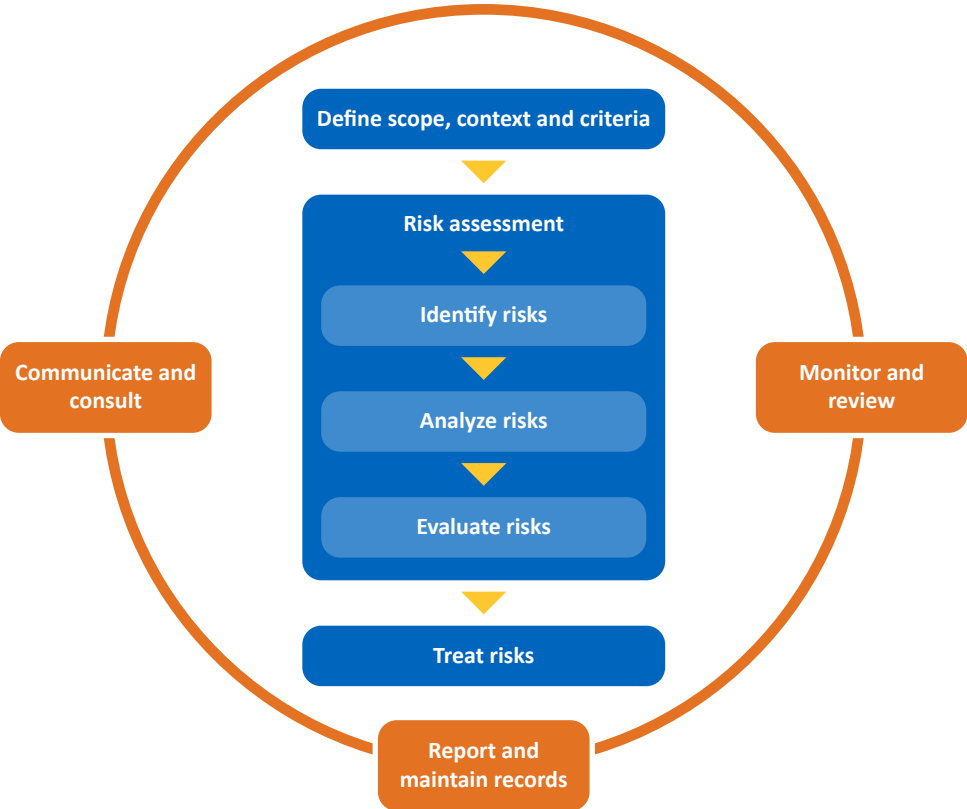 Define scope, context and criteria
Risk assessment
Identify risks
Communicate and
consult
Monitor and
review
Analyze risks
Evaluate risks
Treat risks
Report and
maintain records